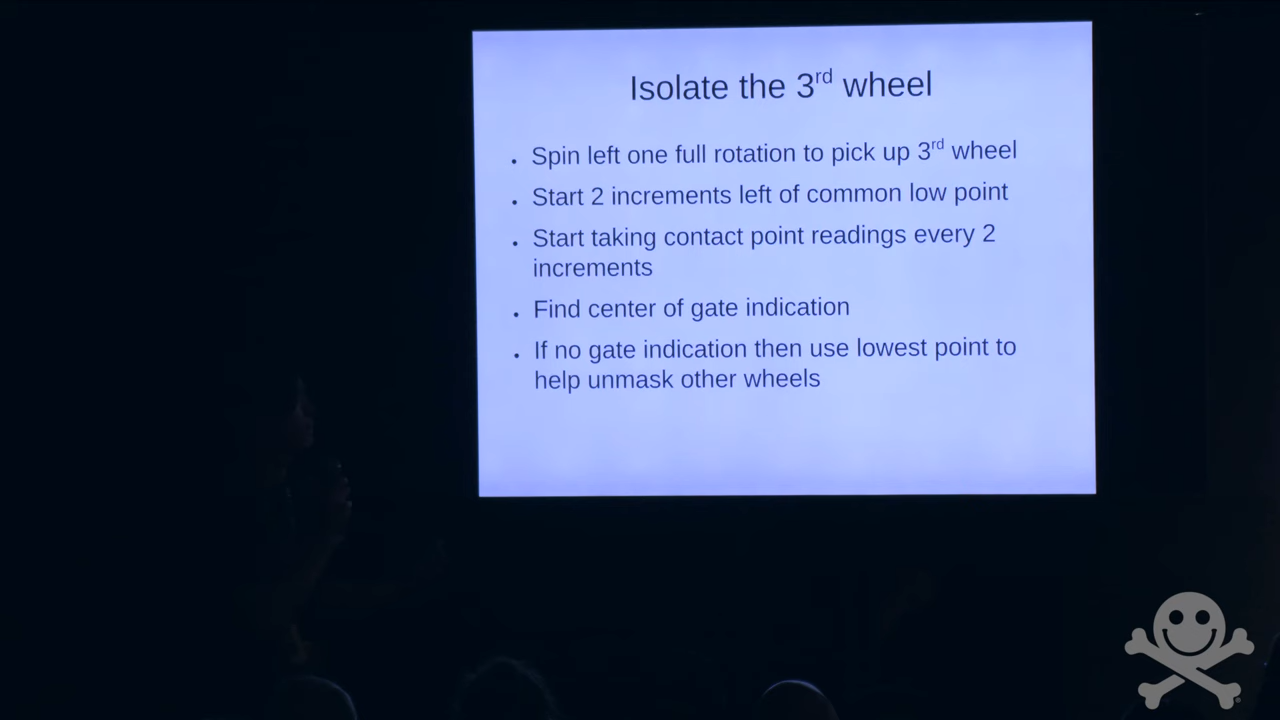 Isolate the 3rd wheel
• Spin left one full rotation to pick up 3rd wheel
• Start 2 increments left of common low point
• Start taking contact point readings every 2
increments
• Find center of gate indication
• If no gate indication then use lowest point to
help unmask other wheels